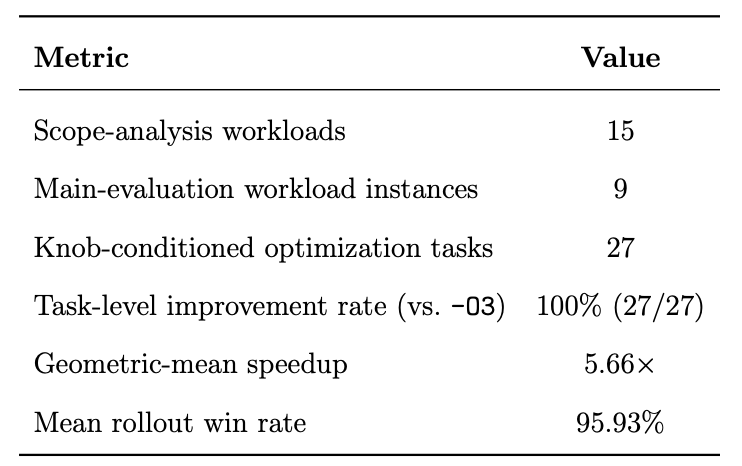 Metric Value
Scope-analysis workloads 15
Main-evaluation workload instances 9
Knob-conditioned optimization tasks 27
Task-level improvement rate (vs. -O3) 100% (27/27)
Geometric-mean speedup 5.66×
Mean rollout win rate 95.93%